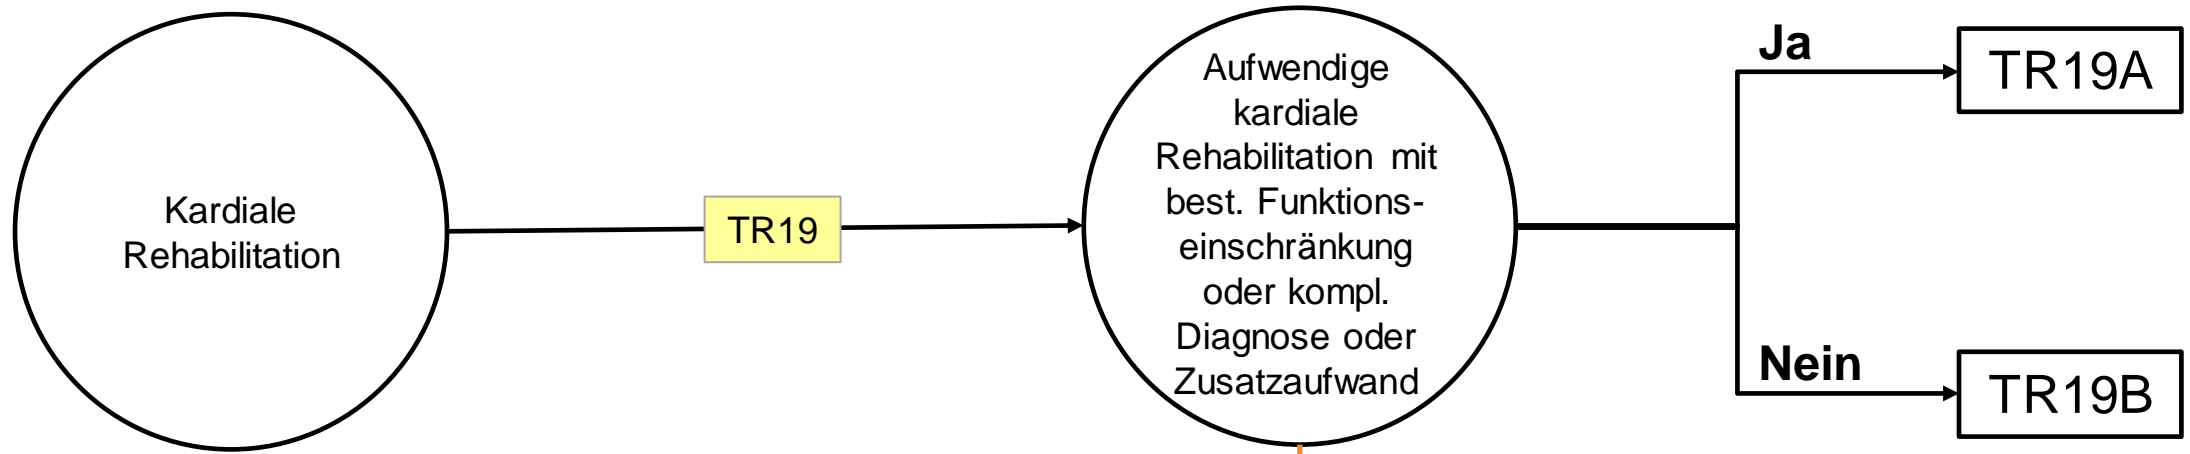 Kardiale
Rehabilitation
TR19
Aufwendige
kardiale
Rehabilitation mit
best. Funktions-
einschränkung
oder kompl.
Diagnose oder
Zusatzaufwand
Ja
TR19A
Nein
TR19B